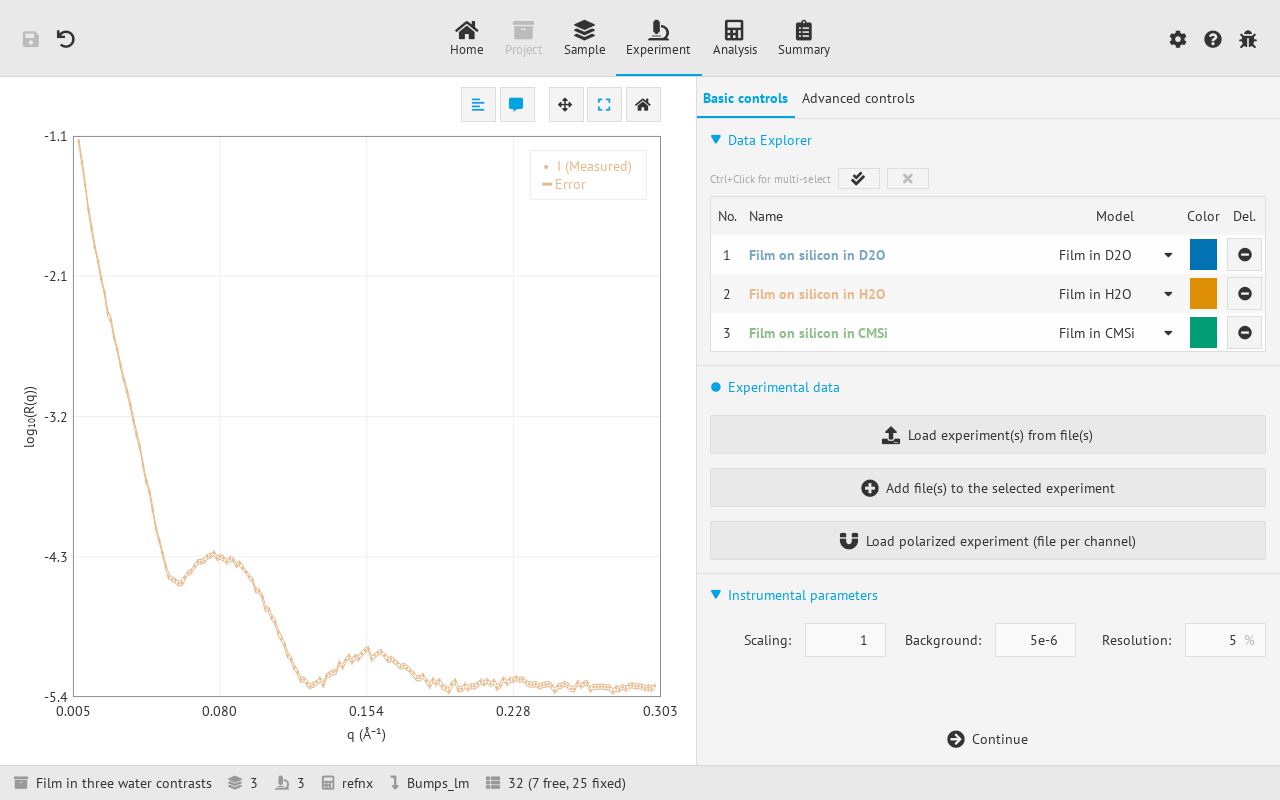 Home
Project
Sample
Experiment
Analysis
Summary
I (Measured)
Error
-1.1
-2.1
-3.2
-4.3
-5.4
log₁₀(R(q))
0.005
0.080
0.154
0.228
0.303
q (Å⁻¹)
Basic controls
Advanced controls
Data Explorer
Ctrl+Click for multi-select
No. Name Model Color Del.
1 Film on silicon in D2O Film in D2O
2 Film on silicon in H2O Film in H2O
3 Film on silicon in CMSi Film in CMSi
Experimental data
Load experiment(s) from file(s)
Add file(s) to the selected experiment
Load polarized experiment (file per channel)
Instrumental parameters
Scaling: 1 Background: 5e-6 Resolution: 5 %
Continue
Film in three water contrasts 3 3 refnx Bumps_lm 32 (7 free, 25 fixed)